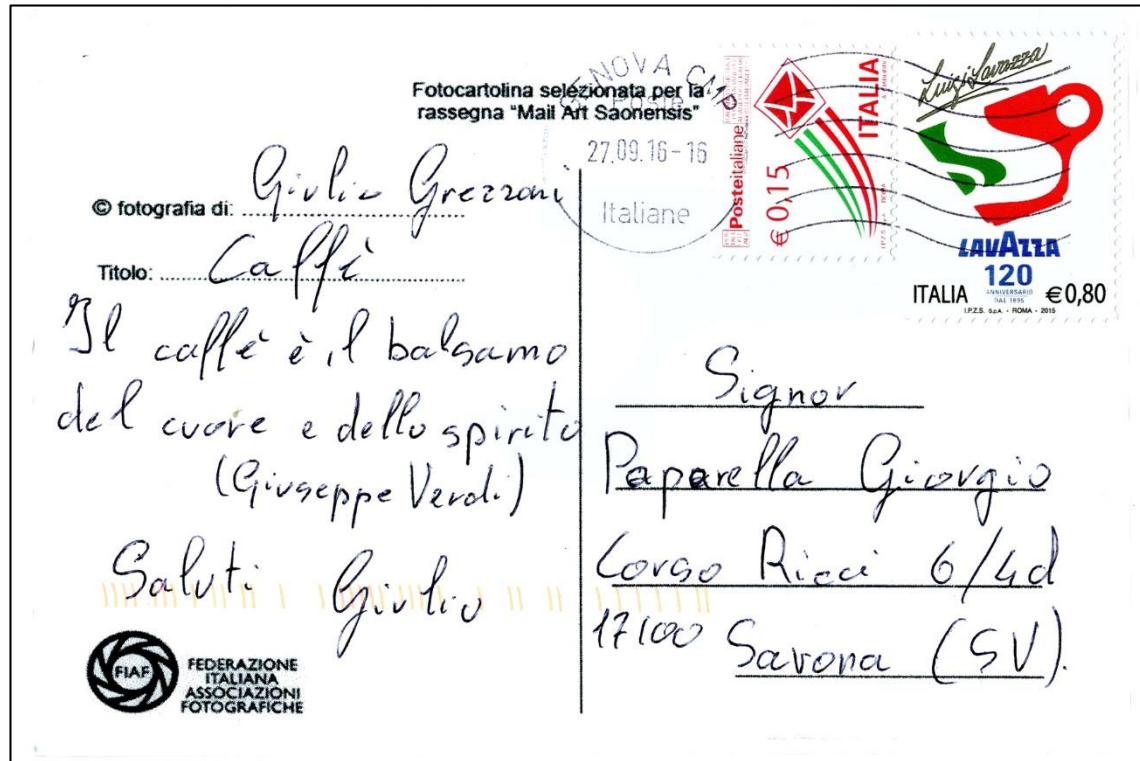 Fotocartolina selezionata per la
rassegna "Mail Art Saonensis"
© fotografia di: Giulio Grezzani
Titolo: Caffè
Il caffè è il balsamo
del cuore e dello spirito
(Giuseppe Verdi)
Saluti Giulio
FIAF
FEDERAZIONE
ITALIANA
ASSOCIAZIONI
FOTOGRAFICHE
GENOVA CMP
Poste
27.09.16-16
Italiane
Posteitaliane
€0,15
ITALIA
Luigi Lavazza
LAVAZZA
120
ANNIVERSARIO
DAL 1895
ITALIA €0,80
I.P.Z.S. S.p.A. - ROMA - 2015
Signor
Paparella Giorgio
Corso Ricci 6/4d
17100 Savona (SV).